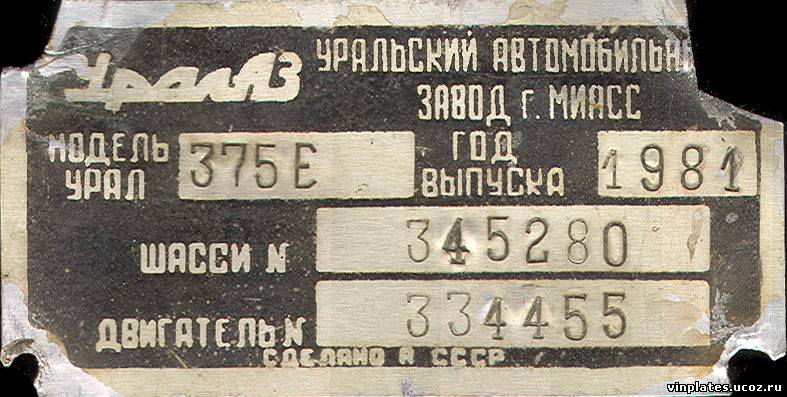 УралАЗ
УРАЛЬСКИЙ АВТОМОБИЛЬН
ЗАВОД г. МИАСС
МОДЕЛЬ УРАЛ 375Е
ГОД ВЫПУСКА 1981
ШАССИ N 345280
ДВИГАТЕЛЬ N 334455
СДЕЛАНО В СССР
vinplates.ucoz.ru